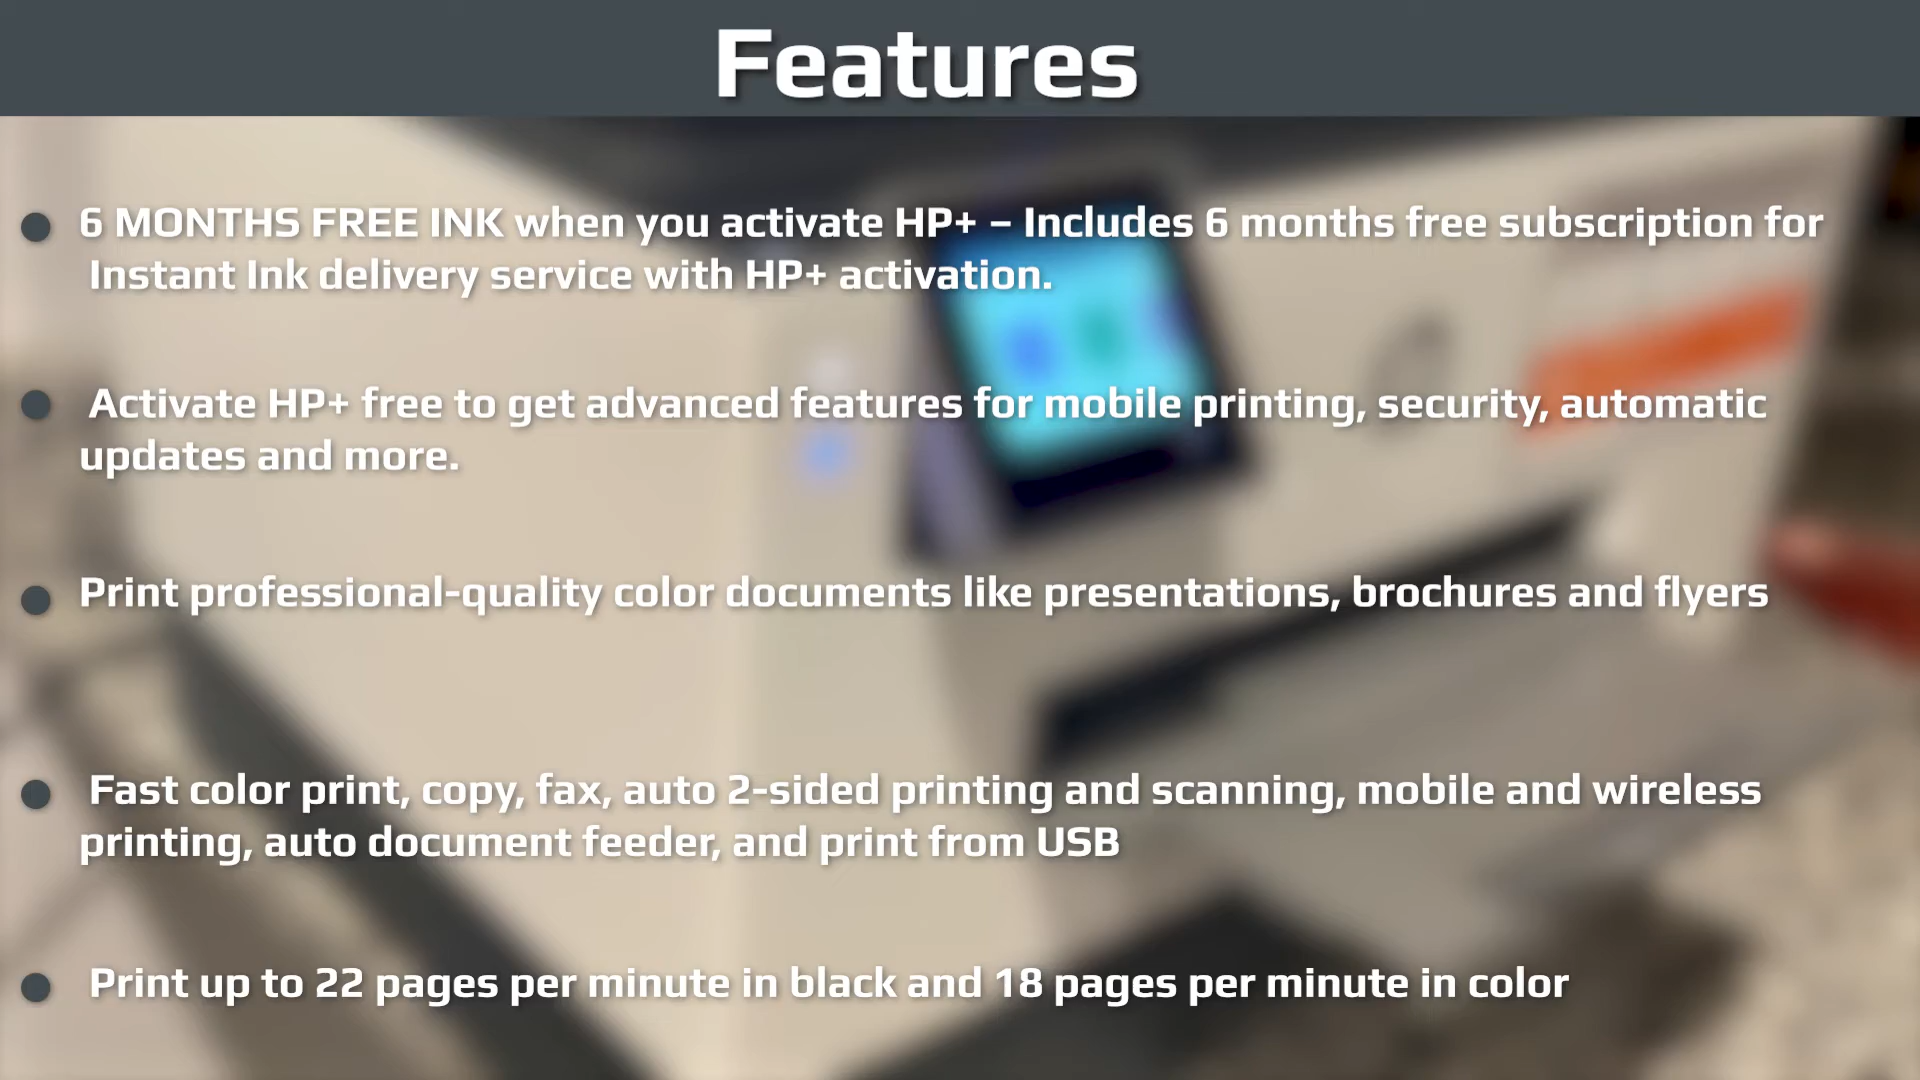 Features
6 MONTHS FREE INK when you activate HP+ – Includes 6 months free subscription for
Instant Ink delivery service with HP+ activation.
Activate HP+ free to get advanced features for mobile printing, security, automatic
updates and more.
Print professional-quality color documents like presentations, brochures and flyers
Fast color print, copy, fax, auto 2-sided printing and scanning, mobile and wireless
printing, auto document feeder, and print from USB
Print up to 22 pages per minute in black and 18 pages per minute in color